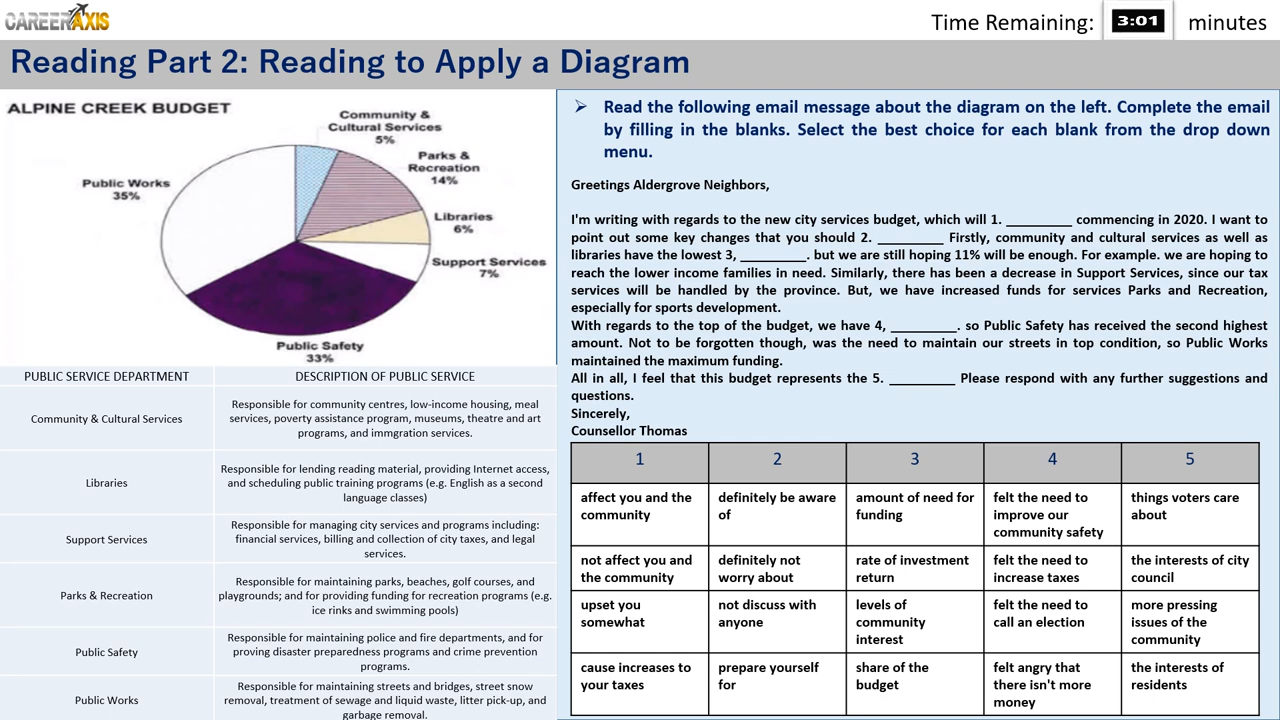 CAREERAXIS
Time Remaining: 3:01 minutes
Reading Part 2: Reading to Apply a Diagram
ALPINE CREEK BUDGET
Community &
Cultural Services
5%
Parks &
Recreation
14%
Public Works
35%
Libraries
6%
Support Services
7%
Public Safety
33%
PUBLIC SERVICE DEPARTMENT DESCRIPTION OF PUBLIC SERVICE
Community & Cultural Services
Responsible for community centres, low-income housing, meal
services, poverty assistance program, museums, theatre and art
programs, and immgration services.
Libraries
Responsible for lending reading material, providing Internet access,
and scheduling public training programs (e.g. English as a second
language classes)
Support Services
Responsible for managing city services and programs including:
financial services, billing and collection of city taxes, and legal
services.
Parks & Recreation
Responsible for maintaining parks, beaches, golf courses, and
playgrounds; and for providing funding for recreation programs (e.g.
ice rinks and swimming pools)
Public Safety
Responsible for maintaining police and fire departments, and for
proving disaster preparedness programs and crime prevention
programs.
Public Works
Responsible for maintaining streets and bridges, street snow
removal, treatment of sewage and liquid waste, litter pick-up, and
garbage removal.
➢ Read the following email message about the diagram on the left. Complete the email
by filling in the blanks. Select the best choice for each blank from the drop down
menu.
Greetings Aldergrove Neighbors,
I'm writing with regards to the new city services budget, which will 1. _________ commencing in 2020. I want to
point out some key changes that you should 2. _________ Firstly, community and cultural services as well as
libraries have the lowest 3, _________. but we are still hoping 11% will be enough. For example. we are hoping to
reach the lower income families in need. Similarly, there has been a decrease in Support Services, since our tax
services will be handled by the province. But, we have increased funds for services Parks and Recreation,
especially for sports development.
With regards to the top of the budget, we have 4, _________. so Public Safety has received the second highest
amount. Not to be forgotten though, was the need to maintain our streets in top condition, so Public Works
maintained the maximum funding.
All in all, I feel that this budget represents the 5. _________ Please respond with any further suggestions and
questions.
Sincerely,
Counsellor Thomas
1 2 3 4 5
affect you and the
community
definitely be aware
of
amount of need for
funding
felt the need to
improve our
community safety
things voters care
about
not affect you and
the community
definitely not
worry about
rate of investment
return
felt the need to
increase taxes
the interests of city
council
upset you
somewhat
not discuss with
anyone
levels of
community
interest
felt the need to
call an election
more pressing
issues of the
community
cause increases to
your taxes
prepare yourself
for
share of the
budget
felt angry that
there isn't more
money
the interests of
residents